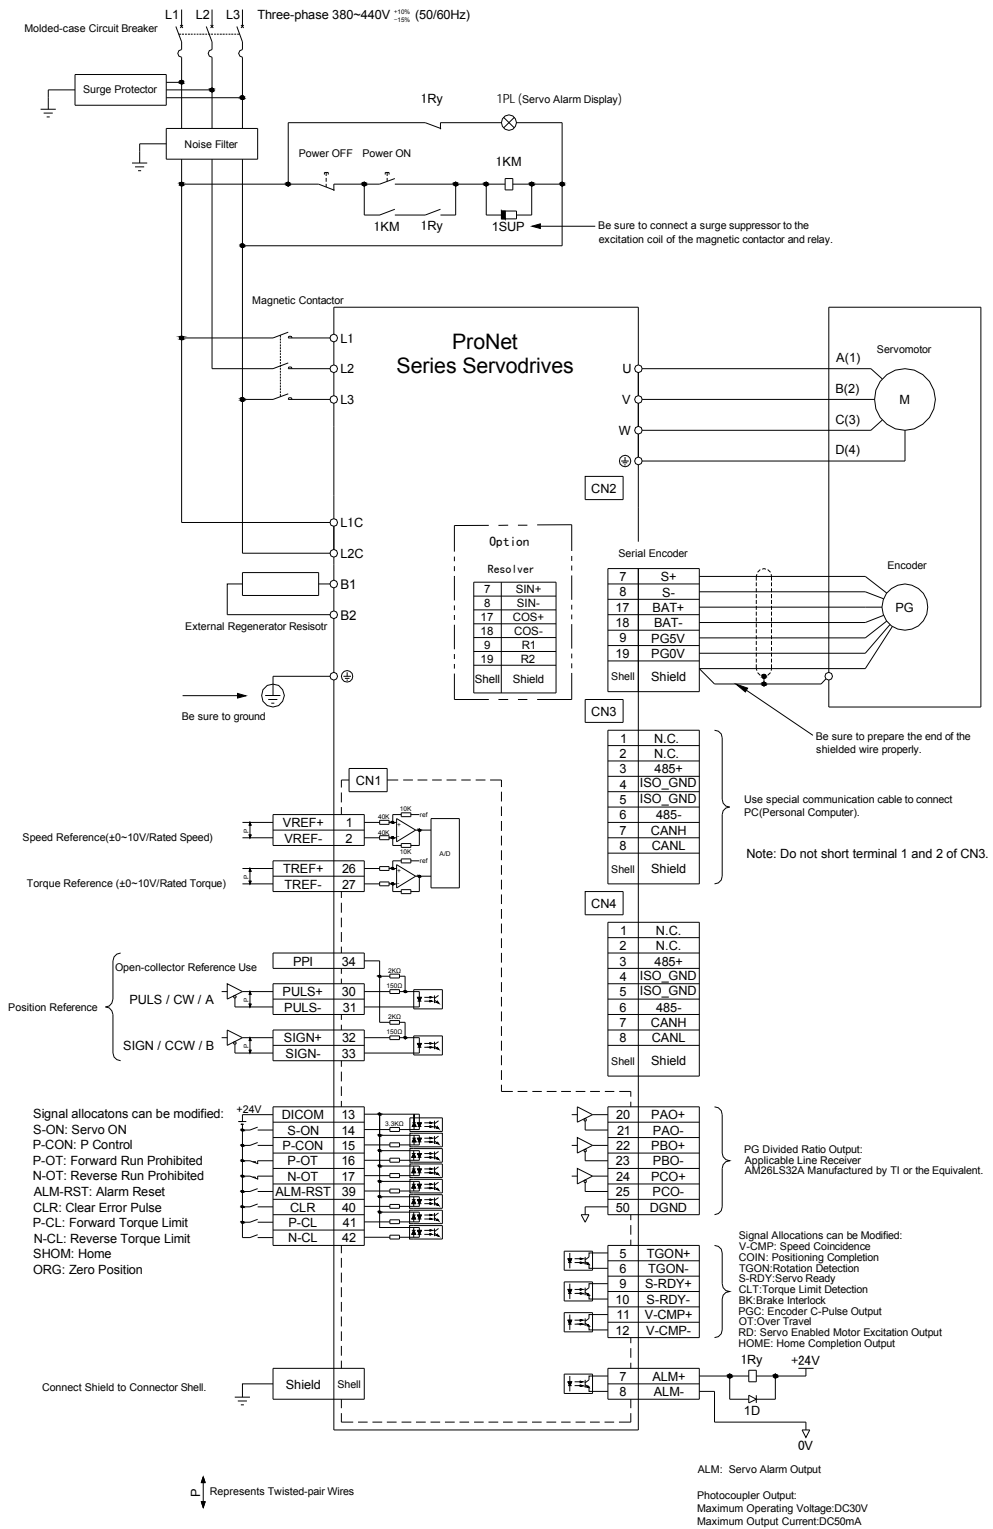 L1 L2 L3 Three-phase 380~440V +10% -15% (50/60Hz)
Molded-case Circuit Breaker
Surge Protector
Noise Filter
1Ry 1PL (Servo Alarm Display)
Power OFF Power ON
1KM
1KM 1Ry 1SUP
Be sure to connect a surge suppressor to the
excitation coil of the magnetic contactor and relay.
Magnetic Contactor
ProNet
Series Servodrives
L1
L2
L3
U
V
W
A(1)
B(2)
C(3)
D(4)
Servomotor
M
CN2
L1C
L2C
B1
B2
External Regenerator Resisotr
Be sure to ground
Option
Resolver
7 SIN+
8 SIN-
17 COS+
18 COS-
9 R1
19 R2
Shell Shield
Serial Encoder
7 S+
8 S-
17 BAT+
18 BAT-
9 PG5V
19 PG0V
Shell Shield
Encoder
PG
Be sure to prepare the end of the
shielded wire properly.
CN3
1 N.C.
2 N.C.
3 485+
4 ISO_GND
5 ISO_GND
6 485-
7 CANH
8 CANL
Shell Shield
Use special communication cable to connect
PC(Personal Computer).
Note: Do not short terminal 1 and 2 of CN3.
CN4
1 N.C.
2 N.C.
3 485+
4 ISO_GND
5 ISO_GND
6 485-
7 CANH
8 CANL
Shell Shield
CN1
Speed Reference(±0~10V/Rated Speed)
P
VREF+ 1
VREF- 2
40K
40K
10K
10K
ref
A/D
Torque Reference (±0~10V/Rated Torque)
P
TREF+ 26
TREF- 27
ref
Position Reference
Open-collector Reference Use
PPI 34
PULS / CW / A
P
PULS+ 30
PULS- 31
2KΩ
150Ω
SIGN / CCW / B
P
SIGN+ 32
SIGN- 33
2KΩ
150Ω
Signal allocatons can be modified:
S-ON: Servo ON
P-CON: P Control
P-OT: Forward Run Prohibited
N-OT: Reverse Run Prohibited
ALM-RST: Alarm Reset
CLR: Clear Error Pulse
P-CL: Forward Torque Limit
N-CL: Reverse Torque Limit
SHOM: Home
ORG: Zero Position
+24V
DICOM 13
S-ON 14
P-CON 15
P-OT 16
N-OT 17
ALM-RST 39
CLR 40
P-CL 41
N-CL 42
3.3KΩ
20 PAO+
21 PAO-
22 PBO+
23 PBO-
24 PCO+
25 PCO-
50 DGND
PG Divided Ratio Output:
Applicable Line Receiver
AM26LS32A Manufactured by TI or the Equivalent.
5 TGON+
6 TGON-
9 S-RDY+
10 S-RDY-
11 V-CMP+
12 V-CMP-
Signal Allocations can be Modified:
V-CMP: Speed Coincidence
COIN: Positioning Completion
TGON:Rotation Detection
S-RDY:Servo Ready
CLT:Torque Limit Detection
BK:Brake Interlock
PGC: Encoder C-Pulse Output
OT:Over Travel
RD: Servo Enabled Motor Excitation Output
HOME: Home Completion Output
Connect Shield to Connector Shell.
Shield Shell
7 ALM+
8 ALM-
1Ry +24V
1D
0V
ALM: Servo Alarm Output
P Represents Twisted-pair Wires
Photocoupler Output:
Maximum Operating Voltage:DC30V
Maximum Output Current:DC50mA